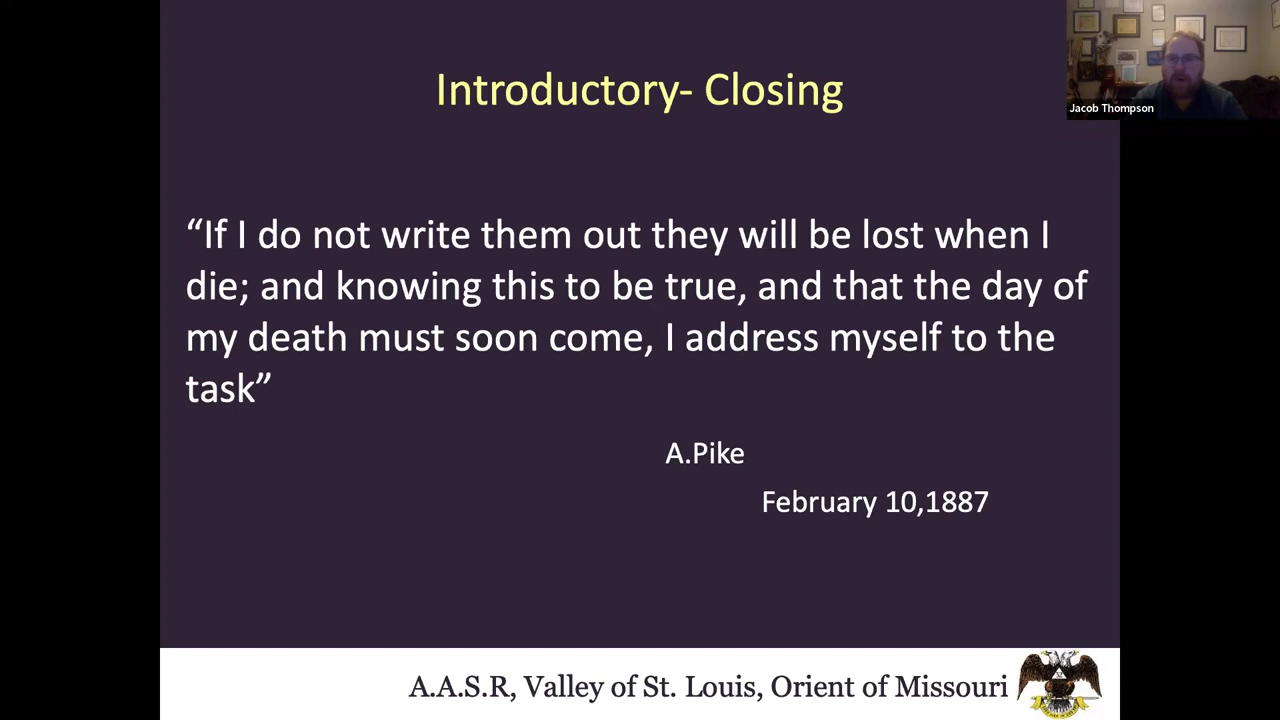 Introductory- Closing
Jacob Thompson
“If I do not write them out they will be lost when I
die; and knowing this to be true, and that the day of
my death must soon come, I address myself to the
task”
A.Pike
February 10,1887
A.A.S.R, Valley of St. Louis, Orient of Missouri